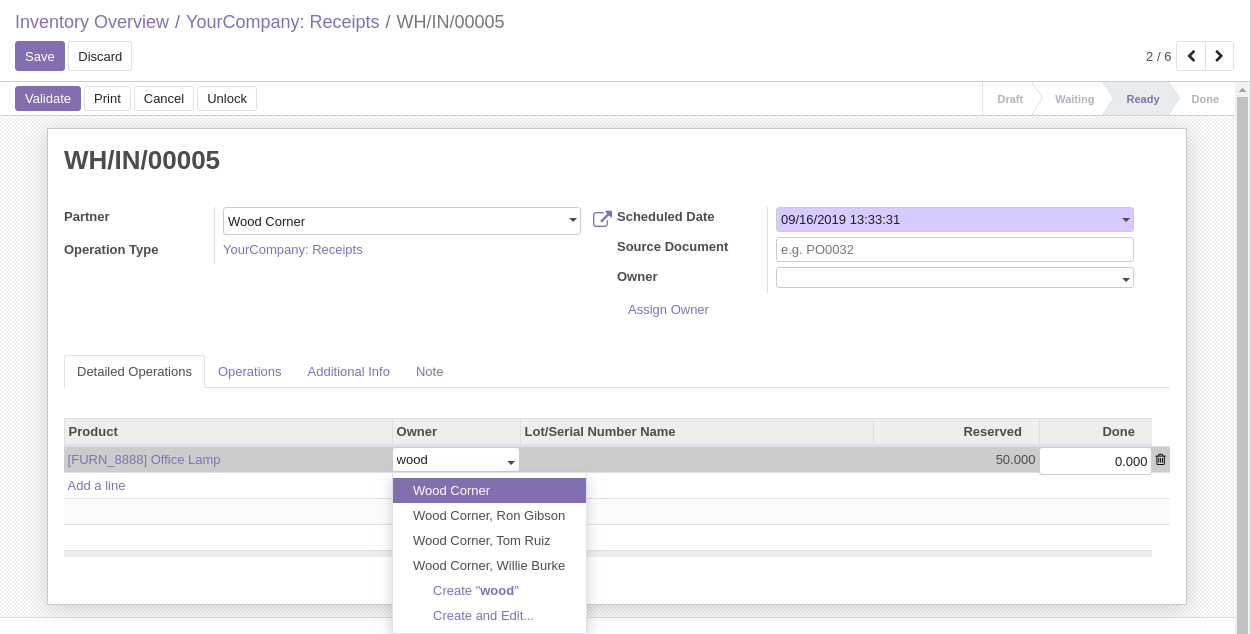 Inventory Overview / YourCompany: Receipts / WH/IN/00005
Save Discard 2 / 6
Validate Print Cancel Unlock Draft Waiting Ready Done
WH/IN/00005
Partner Wood Corner Scheduled Date 09/16/2019 13:33:31
Operation Type YourCompany: Receipts Source Document e.g. PO0032
Owner
Assign Owner
Detailed Operations Operations Additional Info Note
Product Owner Lot/Serial Number Name Reserved Done
[FURN_8888] Office Lamp wood 50.000 0.000
Add a line
Wood Corner
Wood Corner, Ron Gibson
Wood Corner, Tom Ruiz
Wood Corner, Willie Burke
Create "wood"
Create and Edit...